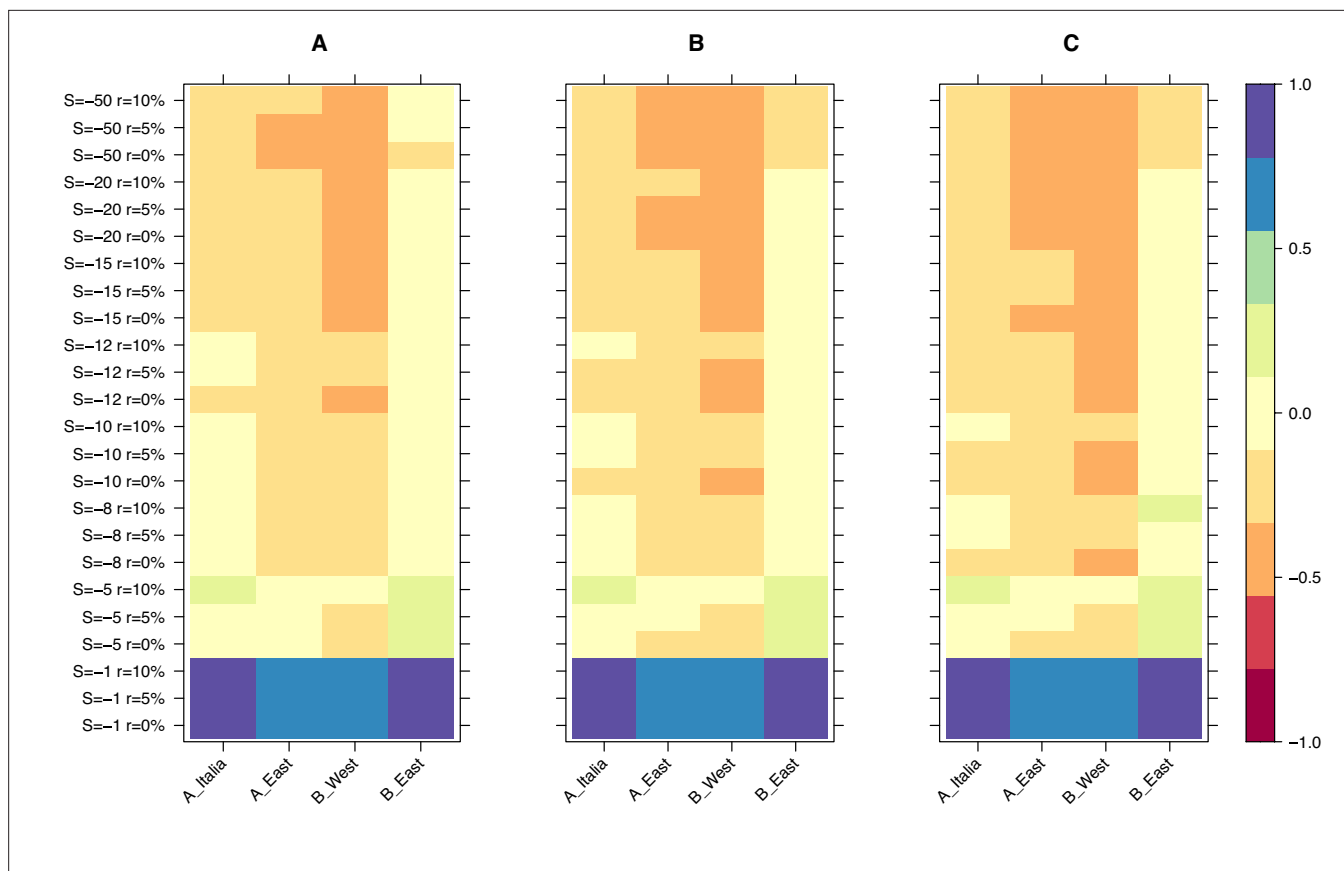 A B C
S=−50 r=10%
S=−50 r=5%
S=−50 r=0%
S=−20 r=10%
S=−20 r=5%
S=−20 r=0%
S=−15 r=10%
S=−15 r=5%
S=−15 r=0%
S=−12 r=10%
S=−12 r=5%
S=−12 r=0%
S=−10 r=10%
S=−10 r=5%
S=−10 r=0%
S=−8 r=10%
S=−8 r=5%
S=−8 r=0%
S=−5 r=10%
S=−5 r=5%
S=−5 r=0%
S=−1 r=10%
S=−1 r=5%
S=−1 r=0%
A_Italia A_East B_West B_East
A_Italia A_East B_West B_East
A_Italia A_East B_West B_East
1.0
0.5
0.0
−0.5
−1.0